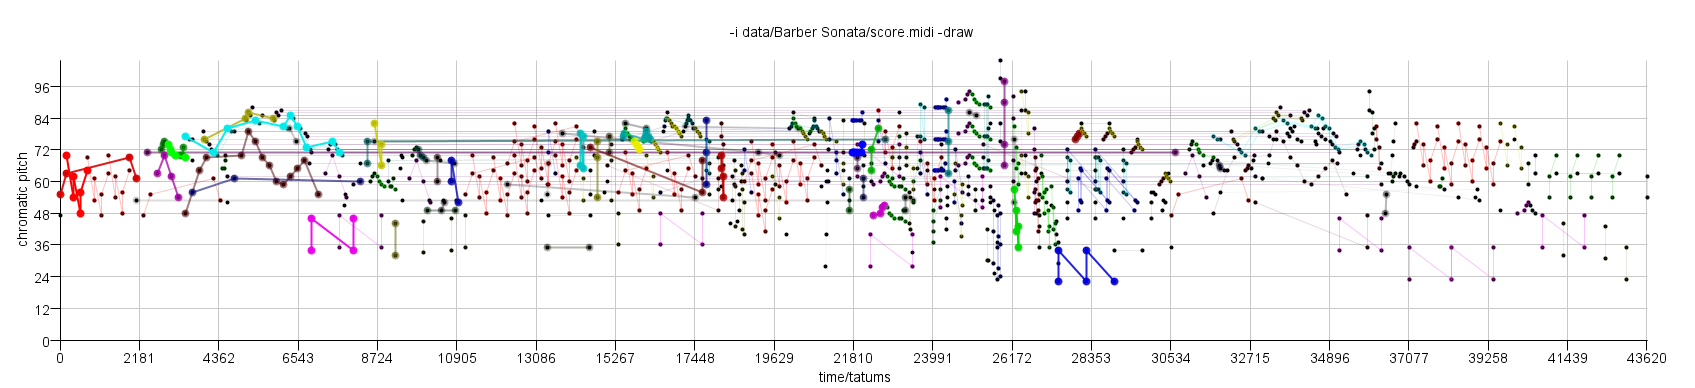 -i data/Barber Sonata/score.midi -draw
chromatic pitch
96
84
72
60
48
36
24
12
0
0 2181 4362 6543 8724 10905 13086 15267 17448 19629 21810 23991 26172 28353 30534 32715 34896 37077 39258 41439 43620
time/tatums